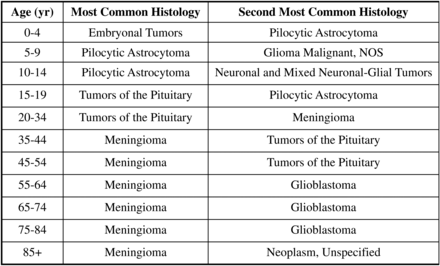 Age (yr) Most Common Histology Second Most Common Histology
0-4 Embryonal Tumors Pilocytic Astrocytoma
5-9 Pilocytic Astrocytoma Glioma Malignant, NOS
10-14 Pilocytic Astrocytoma Neuronal and Mixed Neuronal-Glial Tumors
15-19 Tumors of the Pituitary Pilocytic Astrocytoma
20-34 Tumors of the Pituitary Meningioma
35-44 Meningioma Tumors of the Pituitary
45-54 Meningioma Tumors of the Pituitary
55-64 Meningioma Glioblastoma
65-74 Meningioma Glioblastoma
75-84 Meningioma Glioblastoma
85+ Meningioma Neoplasm, Unspecified